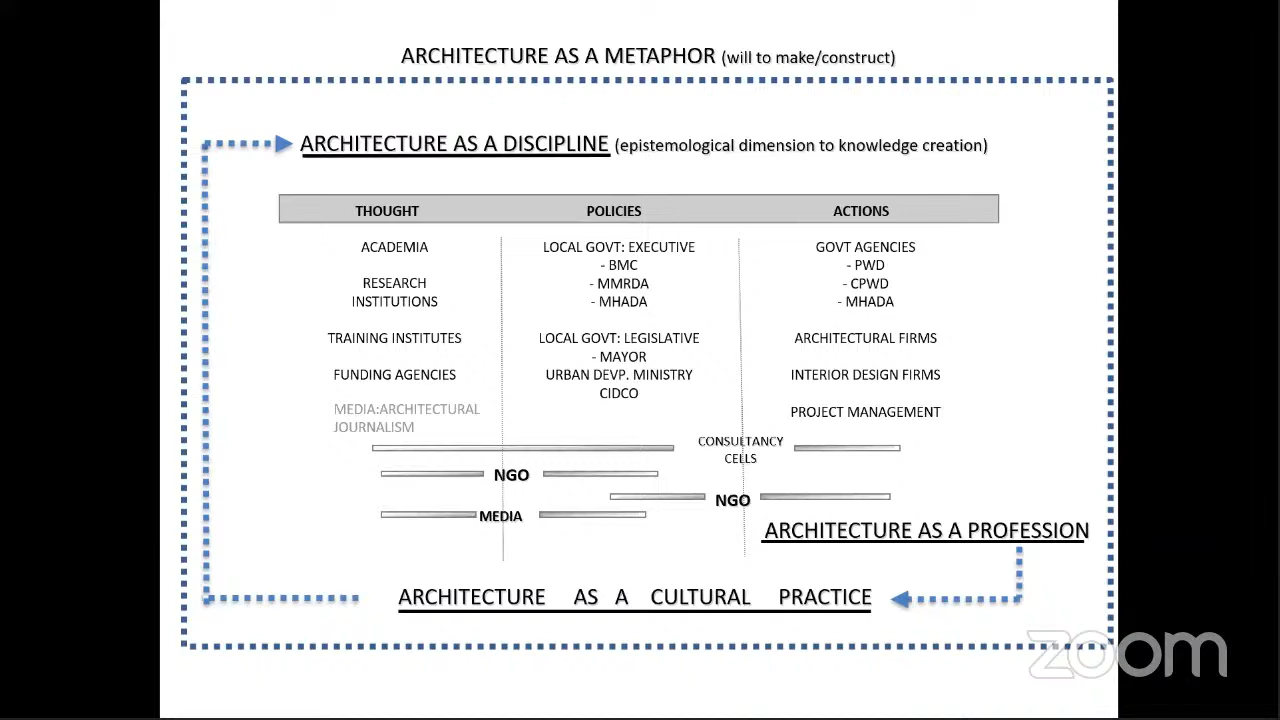 ARCHITECTURE AS A METAPHOR (will to make/construct)
ARCHITECTURE AS A DISCIPLINE (epistemological dimension to knowledge creation)
THOUGHT
ACADEMIA
RESEARCH
INSTITUTIONS
TRAINING INSTITUTES
FUNDING AGENCIES
MEDIA:ARCHITECTURAL
JOURNALISM
POLICIES
LOCAL GOVT: EXECUTIVE
- BMC
- MMRDA
- MHADA
LOCAL GOVT: LEGISLATIVE
- MAYOR
URBAN DEVP. MINISTRY
CIDCO
ACTIONS
GOVT AGENCIES
- PWD
- CPWD
- MHADA
ARCHITECTURAL FIRMS
INTERIOR DESIGN FIRMS
PROJECT MANAGEMENT
CONSULTANCY
CELLS
NGO
NGO
MEDIA
ARCHITECTURE AS A PROFESSION
ARCHITECTURE AS A CULTURAL PRACTICE
zoom